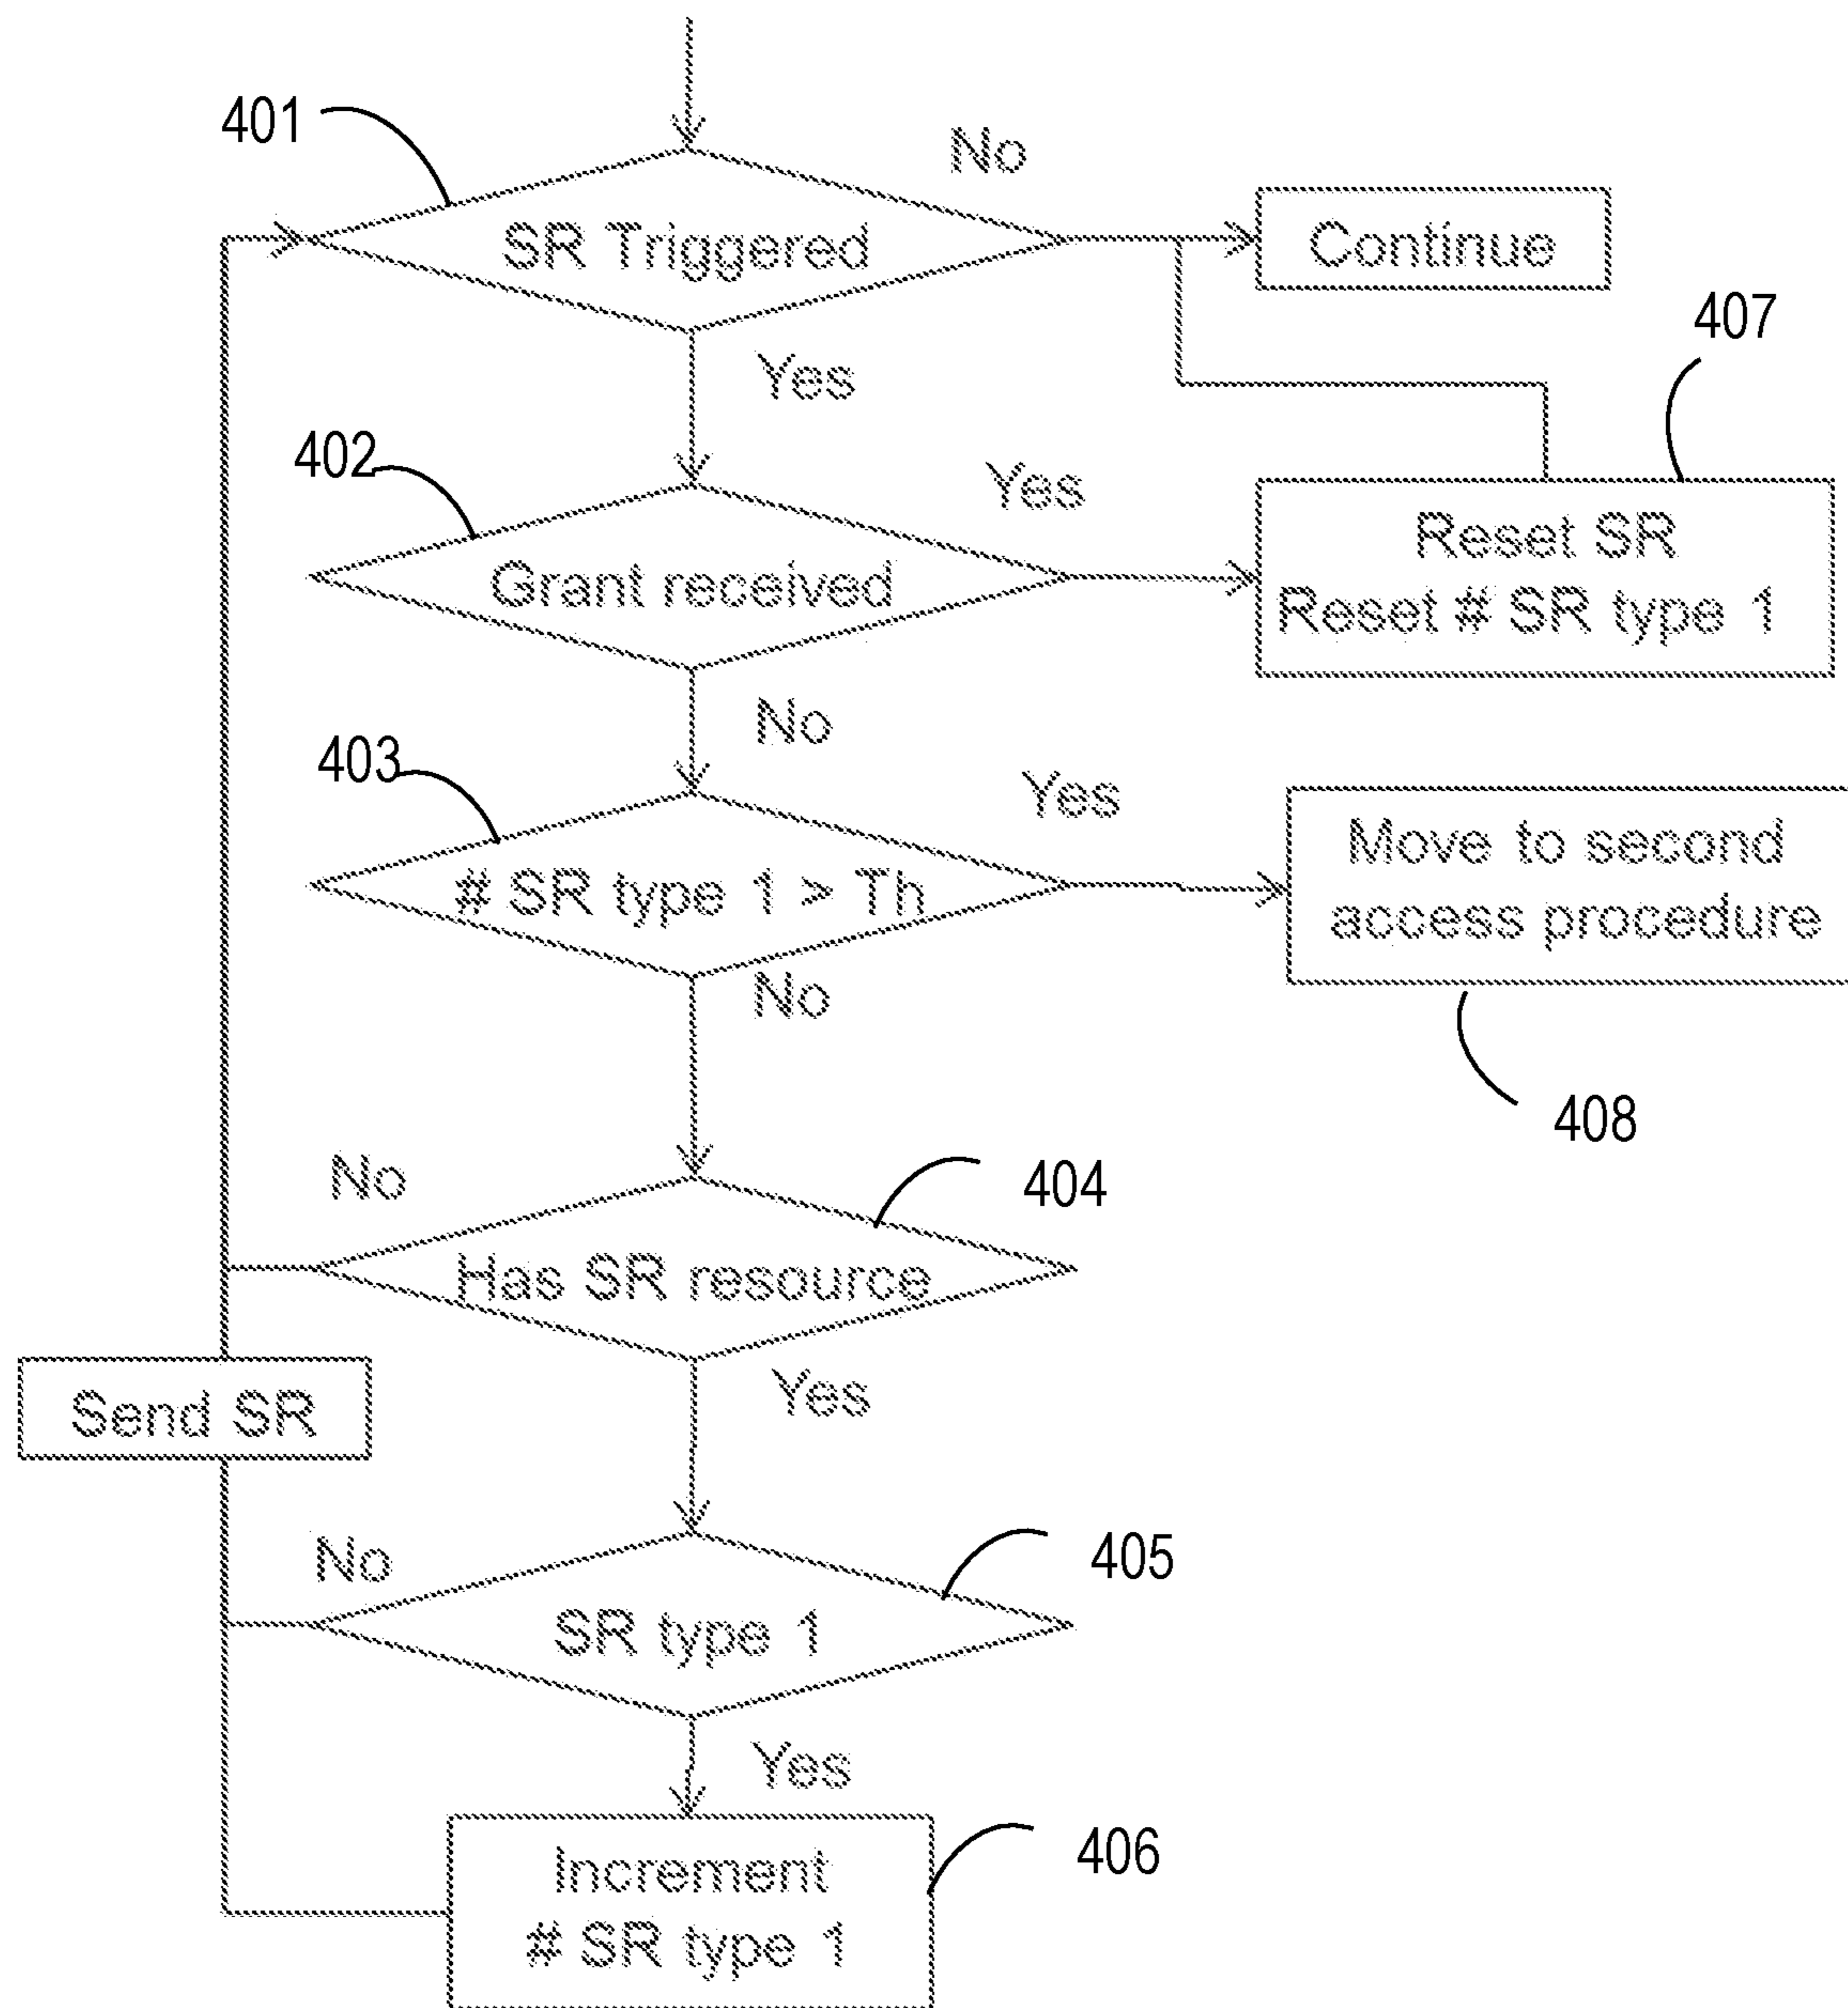 401
No
SR Triggered
Continue
407
Yes
402
Yes
Grant received
Reset SR
Reset # SR type 1
No
403
Yes
# SR type 1 > Th
Move to second
access procedure
No
408
No
404
Has SR resource
Yes
Send SR
No
405
SR type 1
Yes
Increment
# SR type 1
406